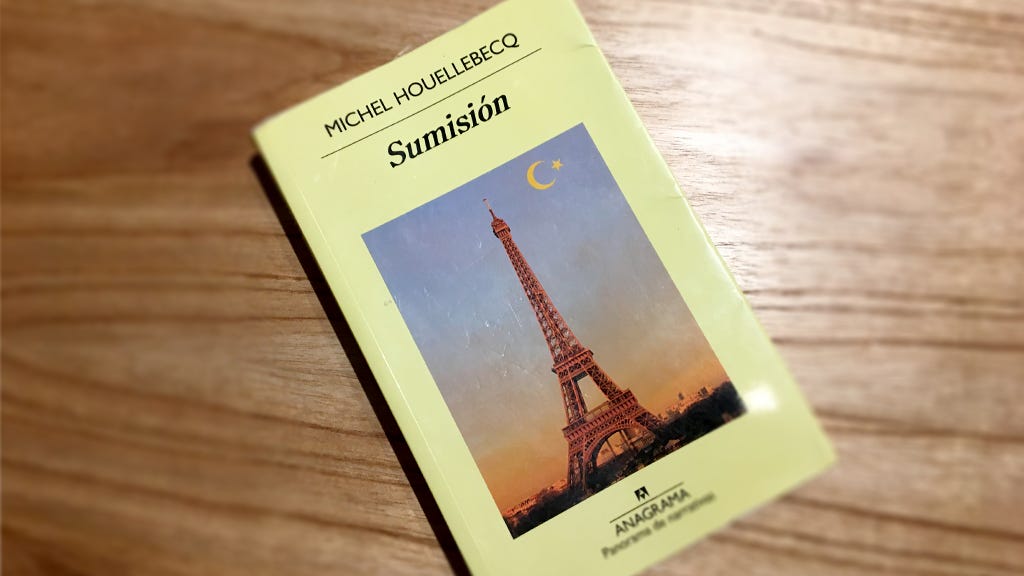 MICHEL HOUELLEBECQ
Sumisión
ANAGRAMA
Panorama de narrativas